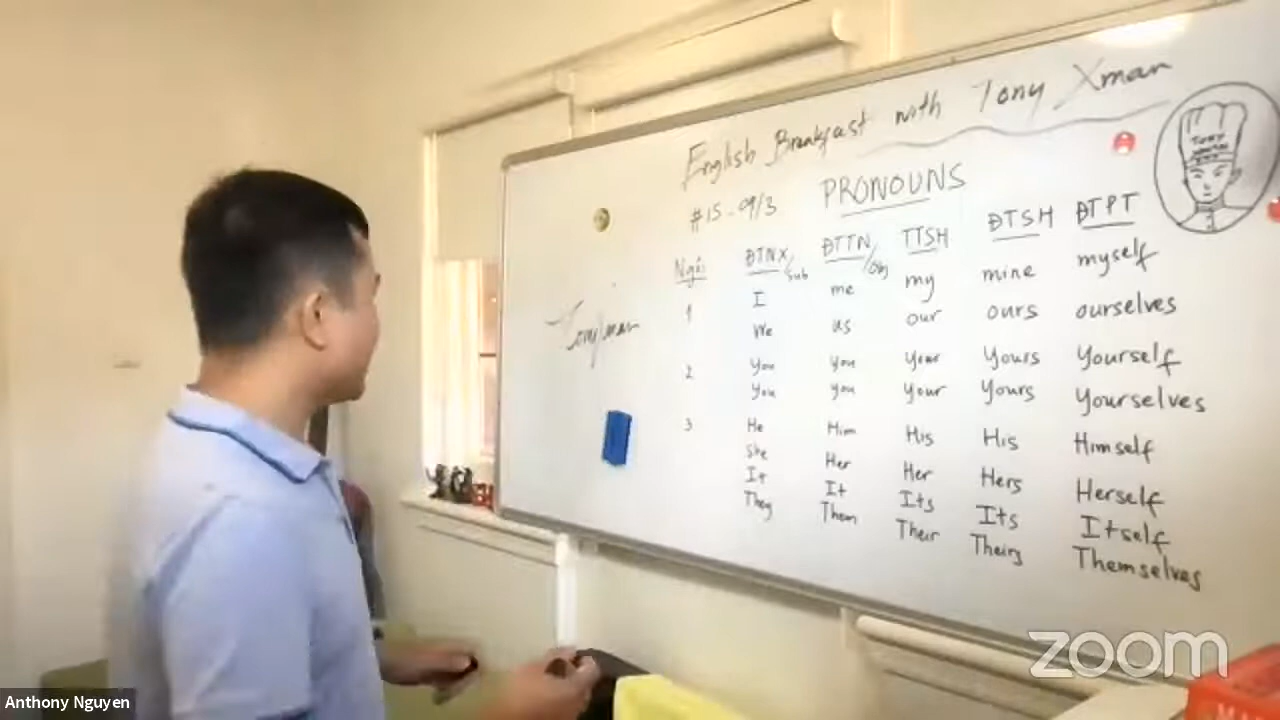 English Breakfast with Tony Xman
TONY
#15 - 09/3 PRONOUNS
Ngôi ĐTNX/Sub ĐTTN/Obj TTSH ĐTSH ĐTPT
1 I me my mine myself
We us our ours ourselves
2 You you your yours yourself
You you your yours yourselves
3 He Him His His Himself
She Her Her Hers Herself
It It Its Its Itself
They Them Their Theirs Themselves
zoom
Anthony Nguyen